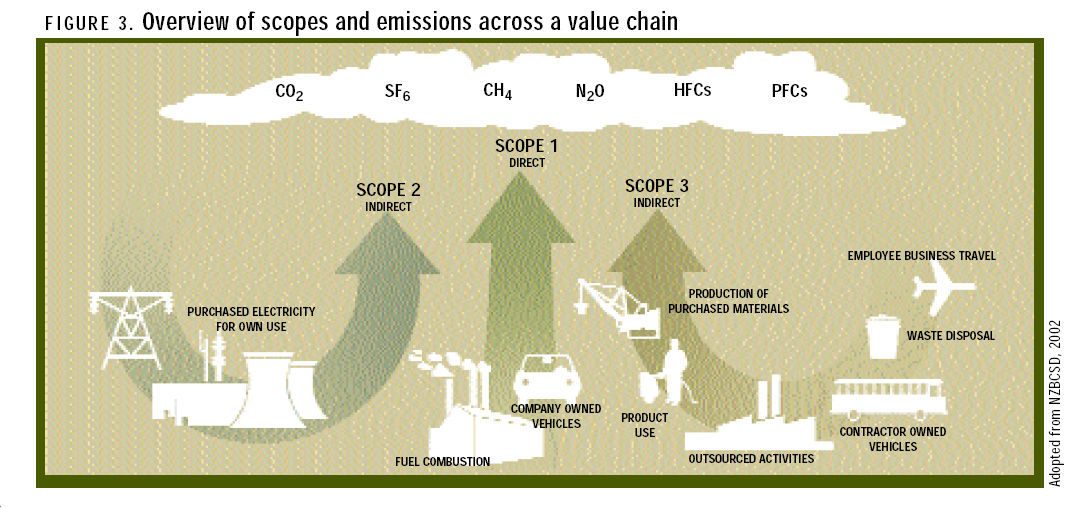 FIGURE 3. Overview of scopes and emissions across a value chain
CO2
SF6
CH4
N2O
HFCs
PFCs
SCOPE 1
DIRECT
SCOPE 2
INDIRECT
SCOPE 3
INDIRECT
EMPLOYEE BUSINESS TRAVEL
PURCHASED ELECTRICITY
FOR OWN USE
PRODUCTION OF
PURCHASED MATERIALS
WASTE DISPOSAL
COMPANY OWNED
VEHICLES
PRODUCT
USE
CONTRACTOR OWNED
VEHICLES
FUEL COMBUSTION
OUTSOURCED ACTIVITIES
Adopted from NZBCSD, 2002